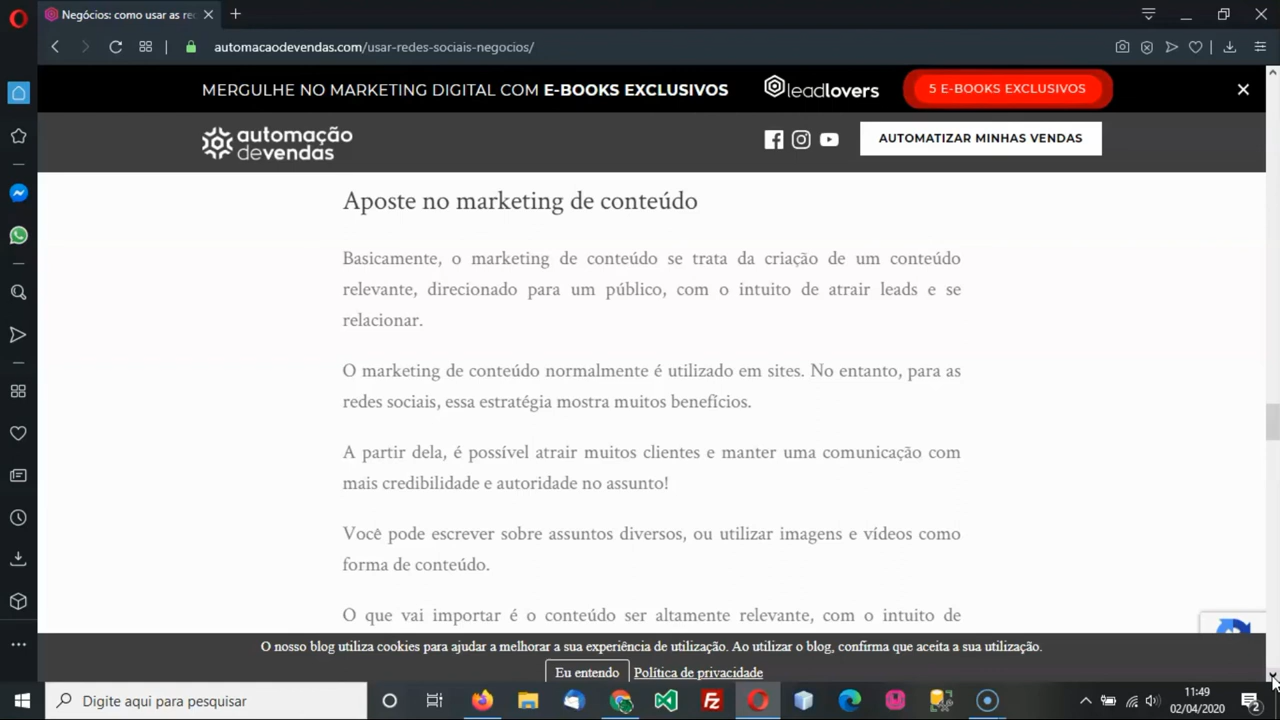 Negócios: como usar as re
automacaodevendas.com/usar-redes-sociais-negocios/
MERGULHE NO MARKETING DIGITAL COM E-BOOKS EXCLUSIVOS
leadlovers
5 E-BOOKS EXCLUSIVOS
automação
devendas
AUTOMATIZAR MINHAS VENDAS
Aposte no marketing de conteúdo
Basicamente, o marketing de conteúdo se trata da criação de um conteúdo
relevante, direcionado para um público, com o intuito de atrair leads e se
relacionar.
O marketing de conteúdo normalmente é utilizado em sites. No entanto, para as
redes sociais, essa estratégia mostra muitos benefícios.
A partir dela, é possível atrair muitos clientes e manter uma comunicação com
mais credibilidade e autoridade no assunto!
Você pode escrever sobre assuntos diversos, ou utilizar imagens e vídeos como
forma de conteúdo.
O que vai importar é o conteúdo ser altamente relevante, com o intuito de
O nosso blog utiliza cookies para ajudar a melhorar a sua experiência de utilização. Ao utilizar o blog, confirma que aceita a sua utilização.
Eu entendo Política de privacidade
Digite aqui para pesquisar
11:49
02/04/2020
2